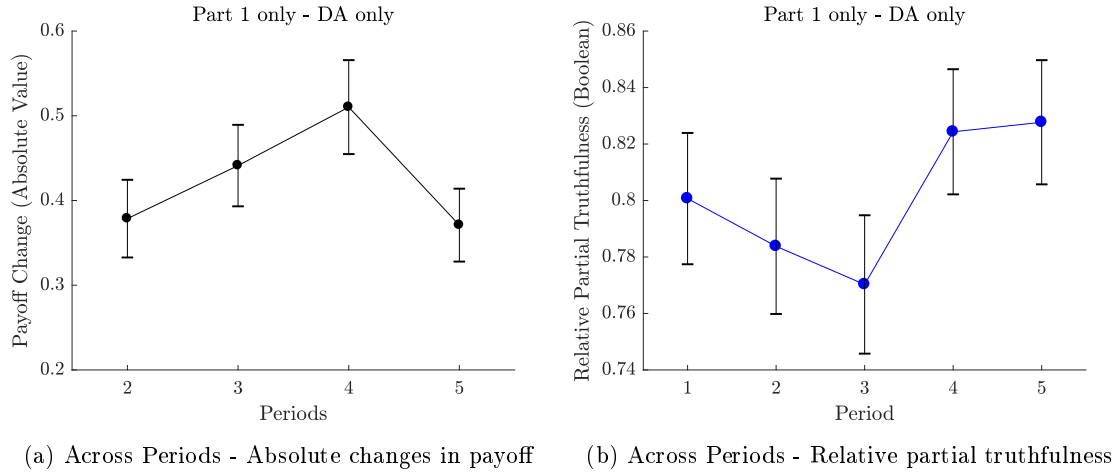 Part 1 only - DA only
Payoff Change (Absolute Value)
0.6
0.5
0.4
0.3
0.2
2 3 4 5
Periods
(a) Across Periods - Absolute changes in payoff
Part 1 only - DA only
Relative Partial Truthfulness (Boolean)
0.86
0.84
0.82
0.8
0.78
0.76
0.74
1 2 3 4 5
Period
(b) Across Periods - Relative partial truthfulness